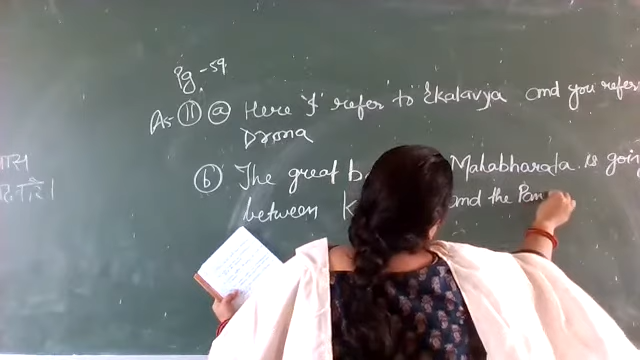 Pg.-59
As (11) (a) Here 'I' refer to Ekalavya and you refer
Drona
(b) The great Mahabharata is going
between and the Pan